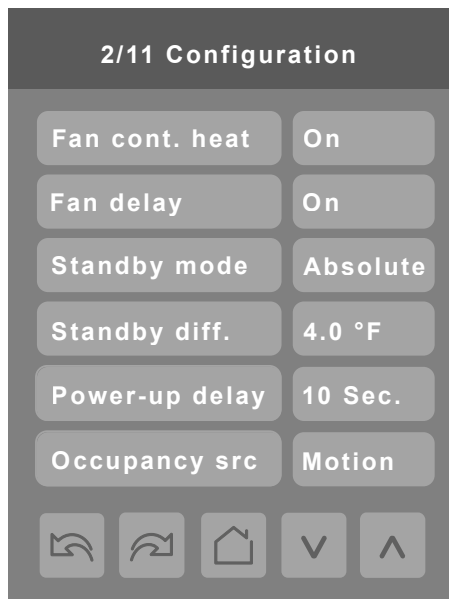 2/11 Configuration
Fan cont. heat On
Fan delay On
Standby mode Absolute
Standby diff. 4.0 °F
Power-up delay 10 Sec.
Occupancy src Motion